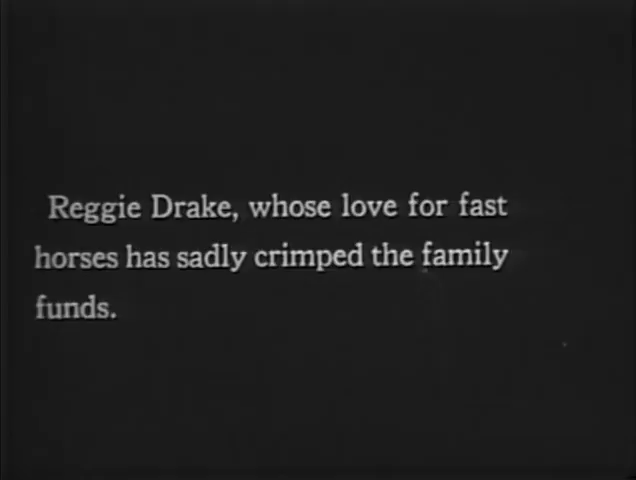 Reggie Drake, whose love for fast
horses has sadly crimped the family
funds.